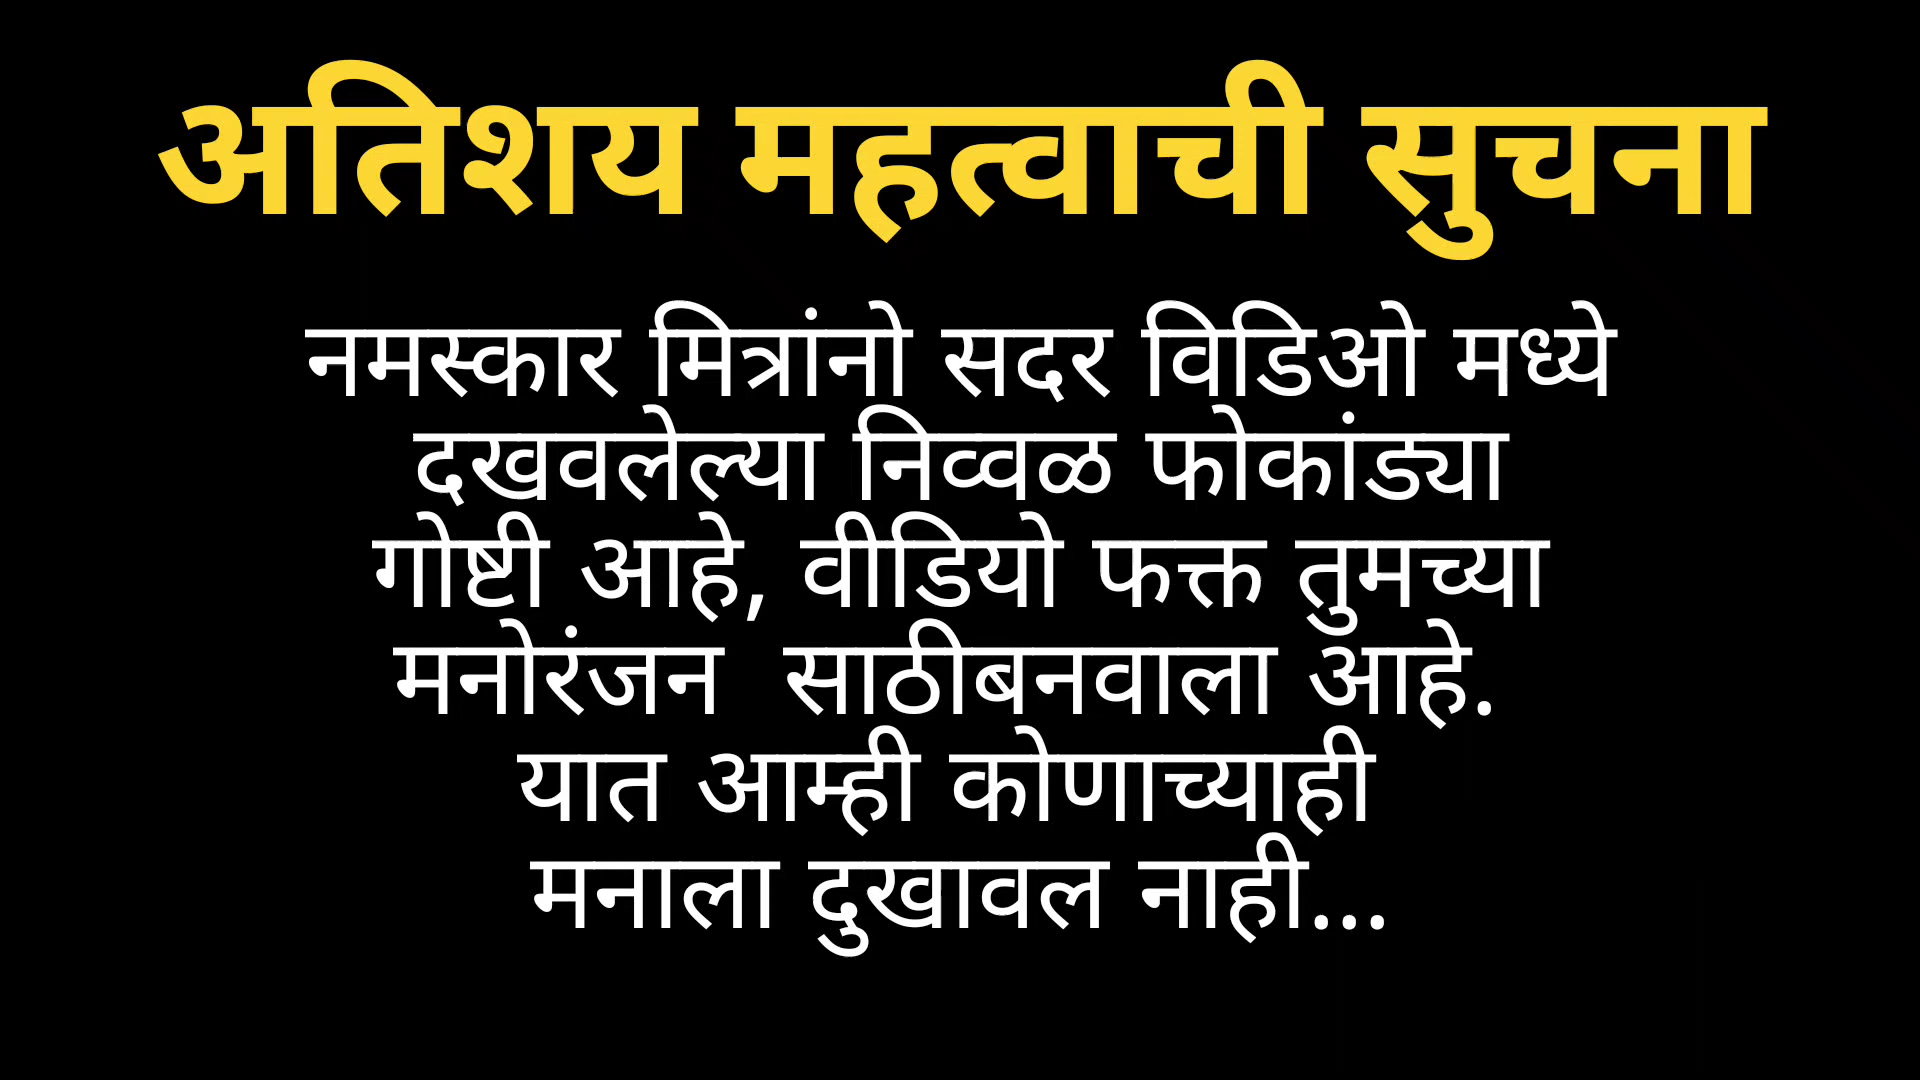 अतिशय महत्वाची सुचना
नमस्कार मित्रांनो सदर विडिओ मध्ये
दखवलेल्या निव्वळ फोकांड्या
गोष्टी आहे, वीडियो फक्त तुमच्या
मनोरंजन  साठीबनवाला आहे.
यात आम्ही कोणाच्याही
मनाला दुखावल नाही...